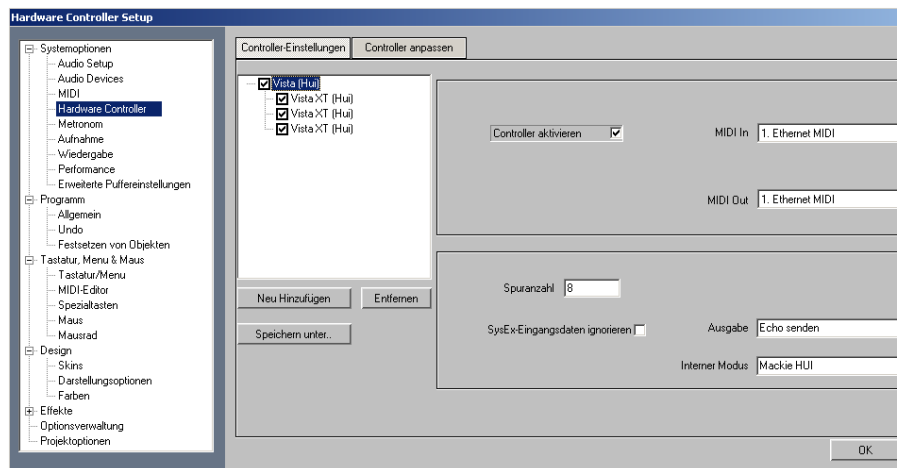 Hardware Controller Setup
Systemoptionen
Audio Setup
Audio Devices
MIDI
Hardware Controller
Metronom
Aufnahme
Wiedergabe
Performance
Erweiterte Puffereinstellungen
Programm
Allgemein
Undo
Festsetzen von Objekten
Tastatur, Menu & Maus
Tastatur/Menu
MIDI-Editor
Spezialtasten
Maus
Mausrad
Design
Skins
Darstellungsoptionen
Farben
Effekte
Optionsverwaltung
Projektoptionen
Controller-Einstellungen
Controller anpassen
Vista (Hui)
Vista XT (Hui)
Vista XT (Hui)
Vista XT (Hui)
Neu Hinzufügen
Entfernen
Speichern unter..
Controller aktivieren
MIDI In
1. Ethernet MIDI
MIDI Out
1. Ethernet MIDI
Spuranzahl
8
SysEx-Eingangsdaten ignorieren
Ausgabe
Echo senden
Interner Modus
Mackie HUI
OK